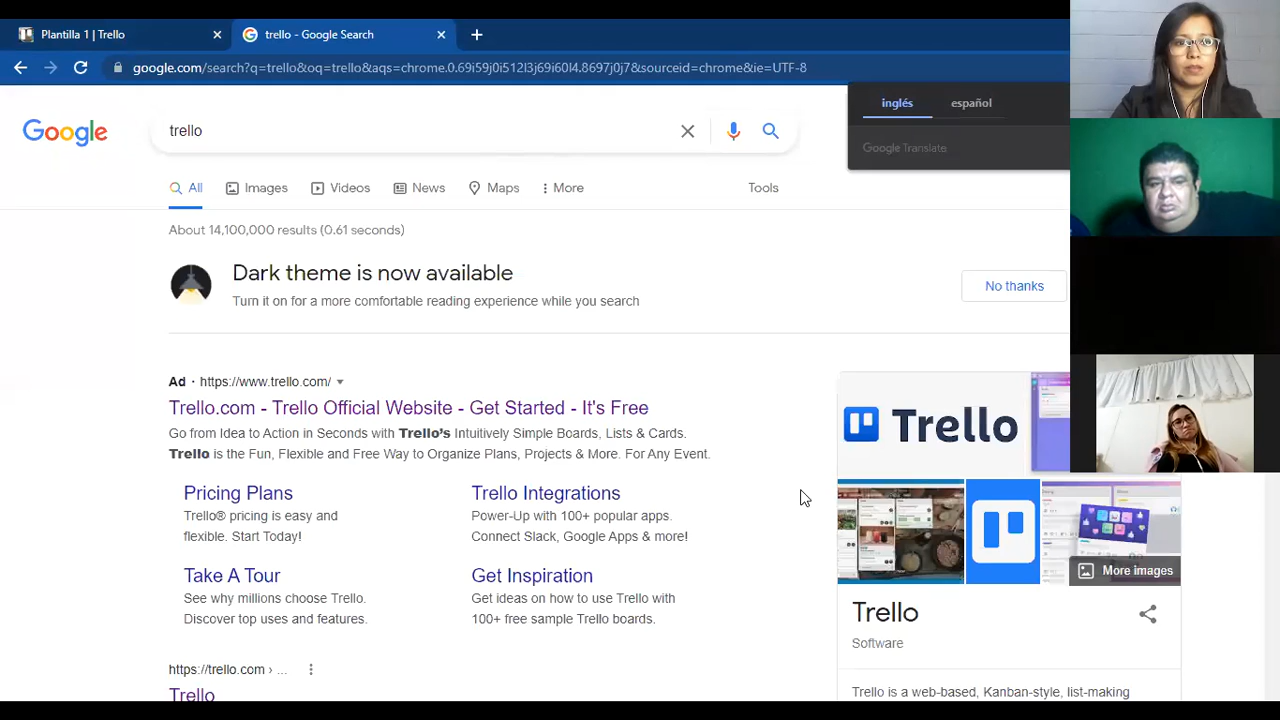 Plantilla 1 | Trello
trello - Google Search
google.com/search?q=trello&oq=trello&aqs=chrome.0.69i59j0i512l3j69i60l4.8697j0j7&sourceid=chrome&ie=UTF-8
inglés español
Google Translate
Google
trello
All Images Videos News Maps More Tools
About 14,100,000 results (0.61 seconds)
Dark theme is now available
Turn it on for a more comfortable reading experience while you search
No thanks
Ad · https://www.trello.com/
Trello.com - Trello Official Website - Get Started - It's Free
Go from Idea to Action in Seconds with Trello's Intuitively Simple Boards, Lists & Cards.
Trello is the Fun, Flexible and Free Way to Organize Plans, Projects & More. For Any Event.
Pricing Plans
Trello® pricing is easy and
flexible. Start Today!
Trello Integrations
Power-Up with 100+ popular apps.
Connect Slack, Google Apps & more!
Take A Tour
See why millions choose Trello.
Discover top uses and features.
Get Inspiration
Get ideas on how to use Trello with
100+ free sample Trello boards.
https://trello.com › ...
Trello
Trello
More images
Trello
Software
Trello is a web-based, Kanban-style, list-making